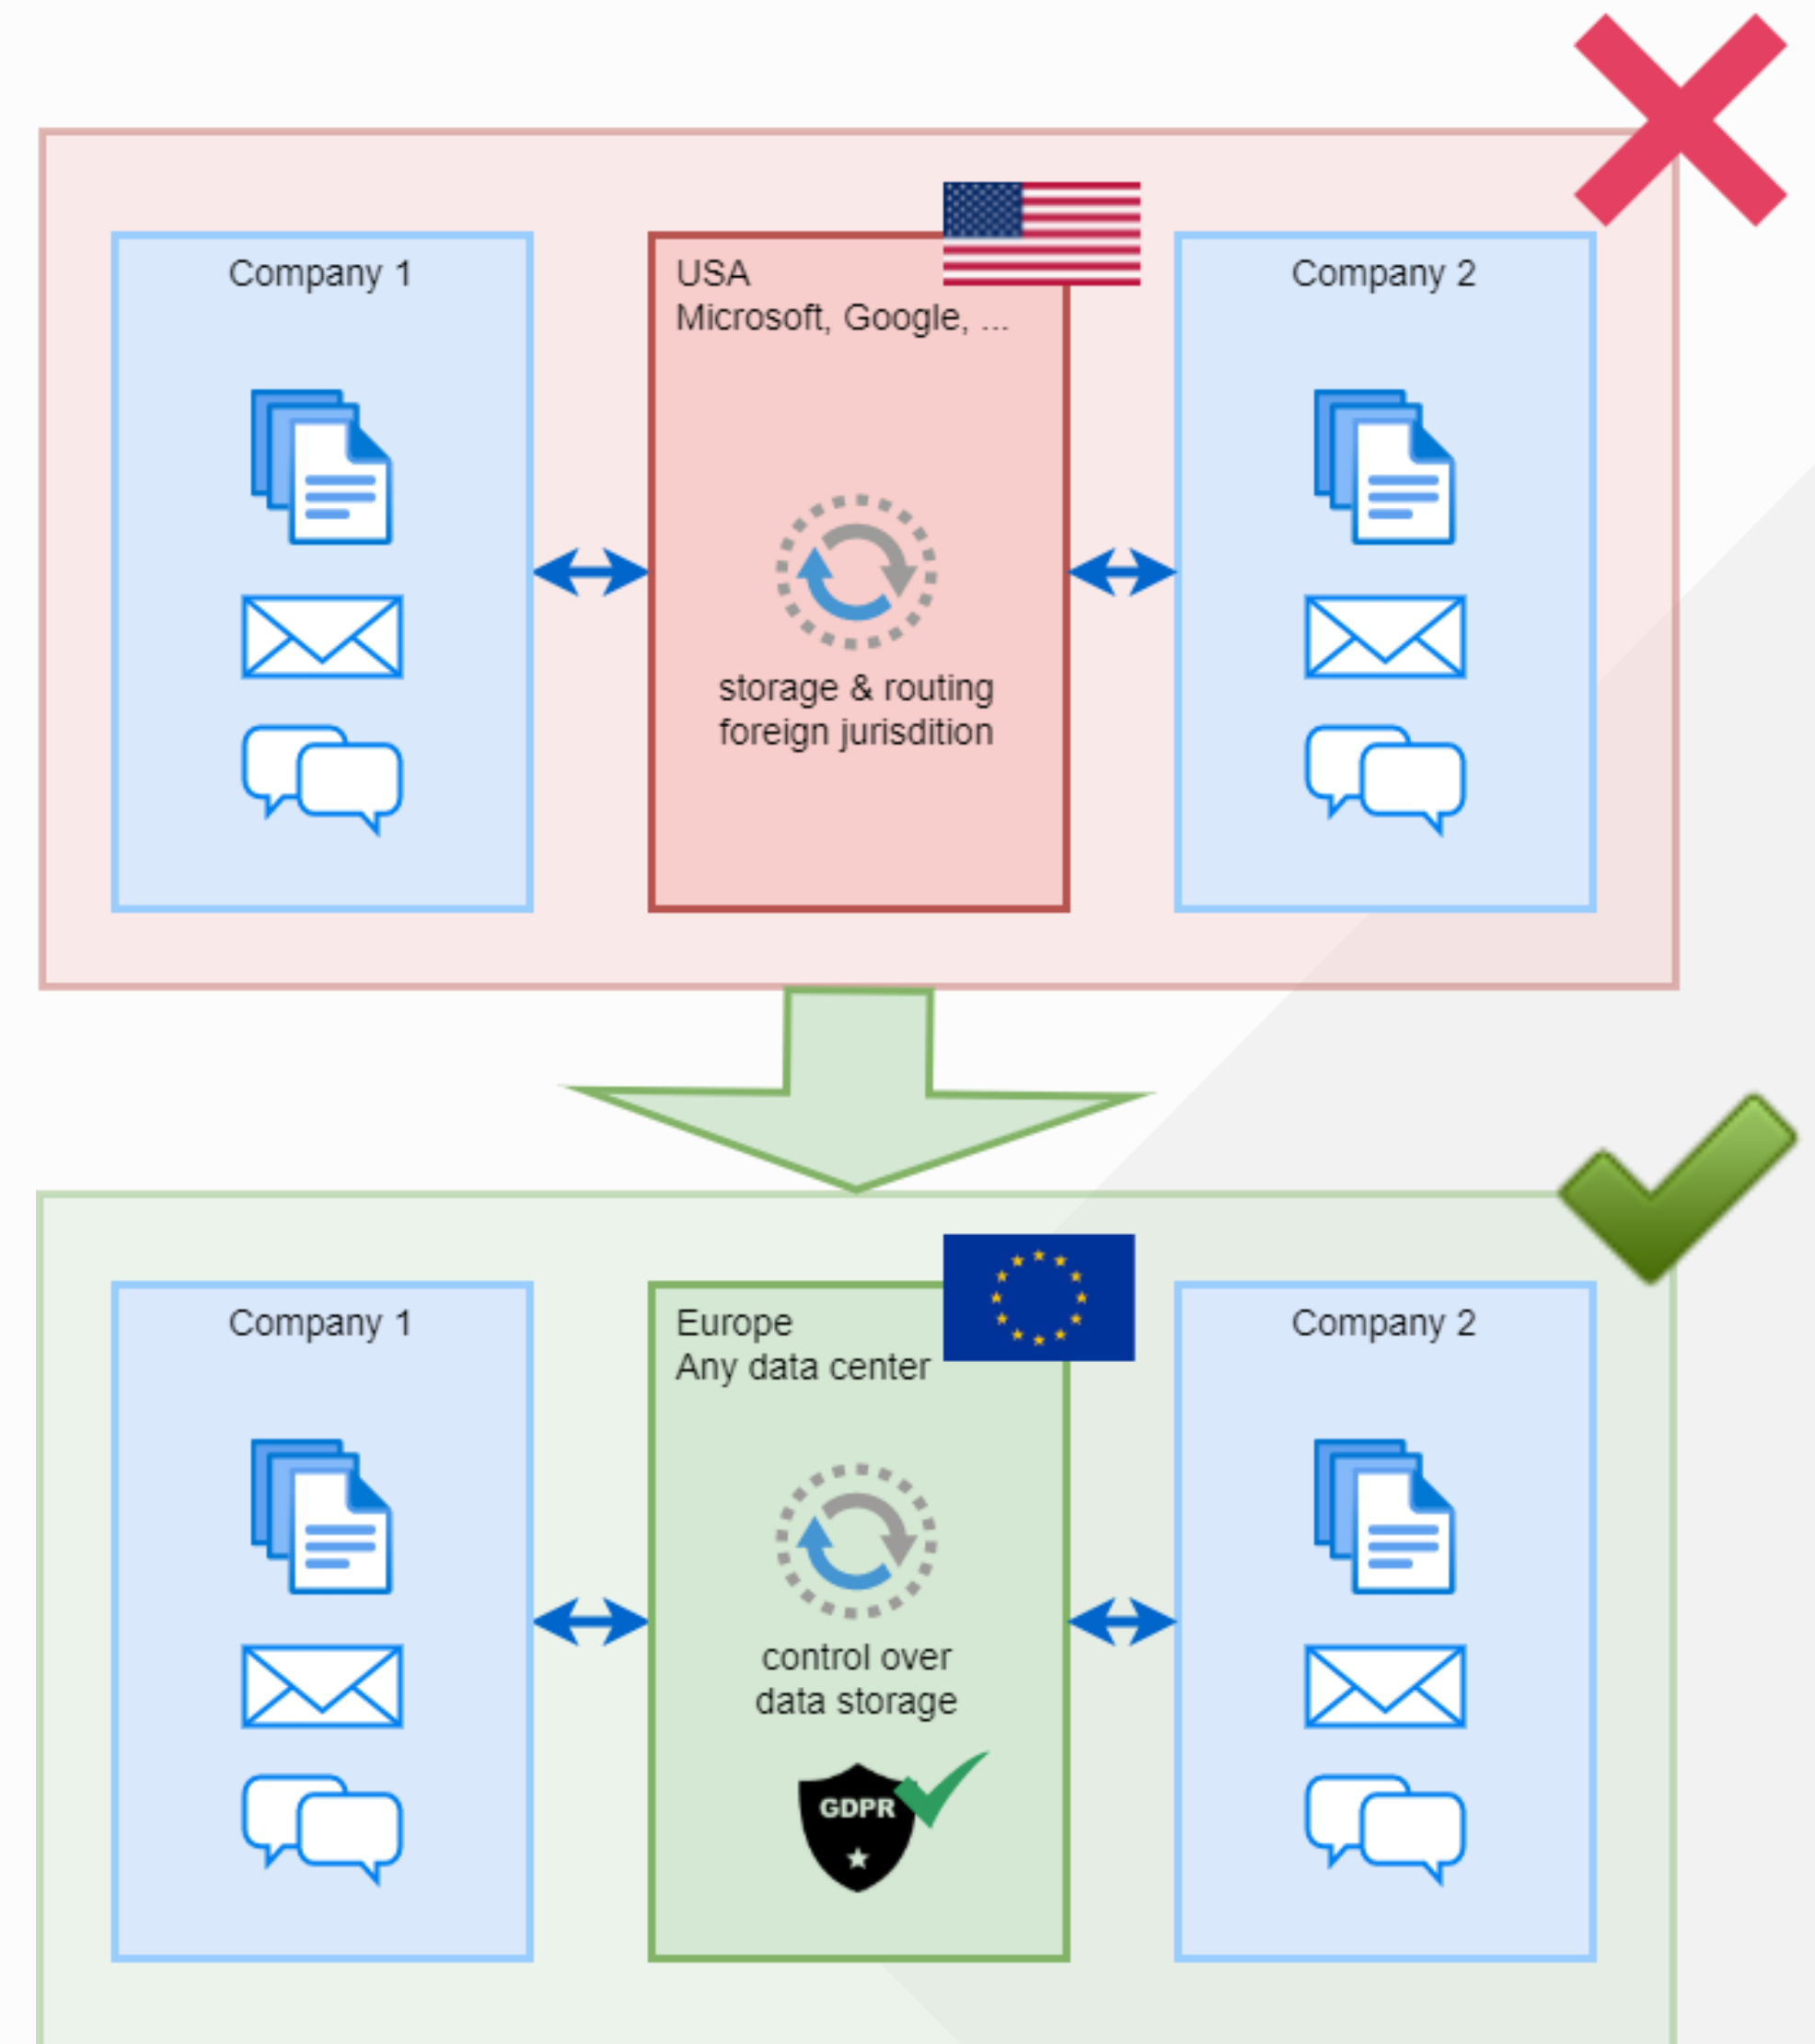 Company 1
USA
Microsoft, Google, ...
Company 2
storage & routing
foreign jurisdition
Company 1
Europe
Any data center
Company 2
control over
data storage
GDPR